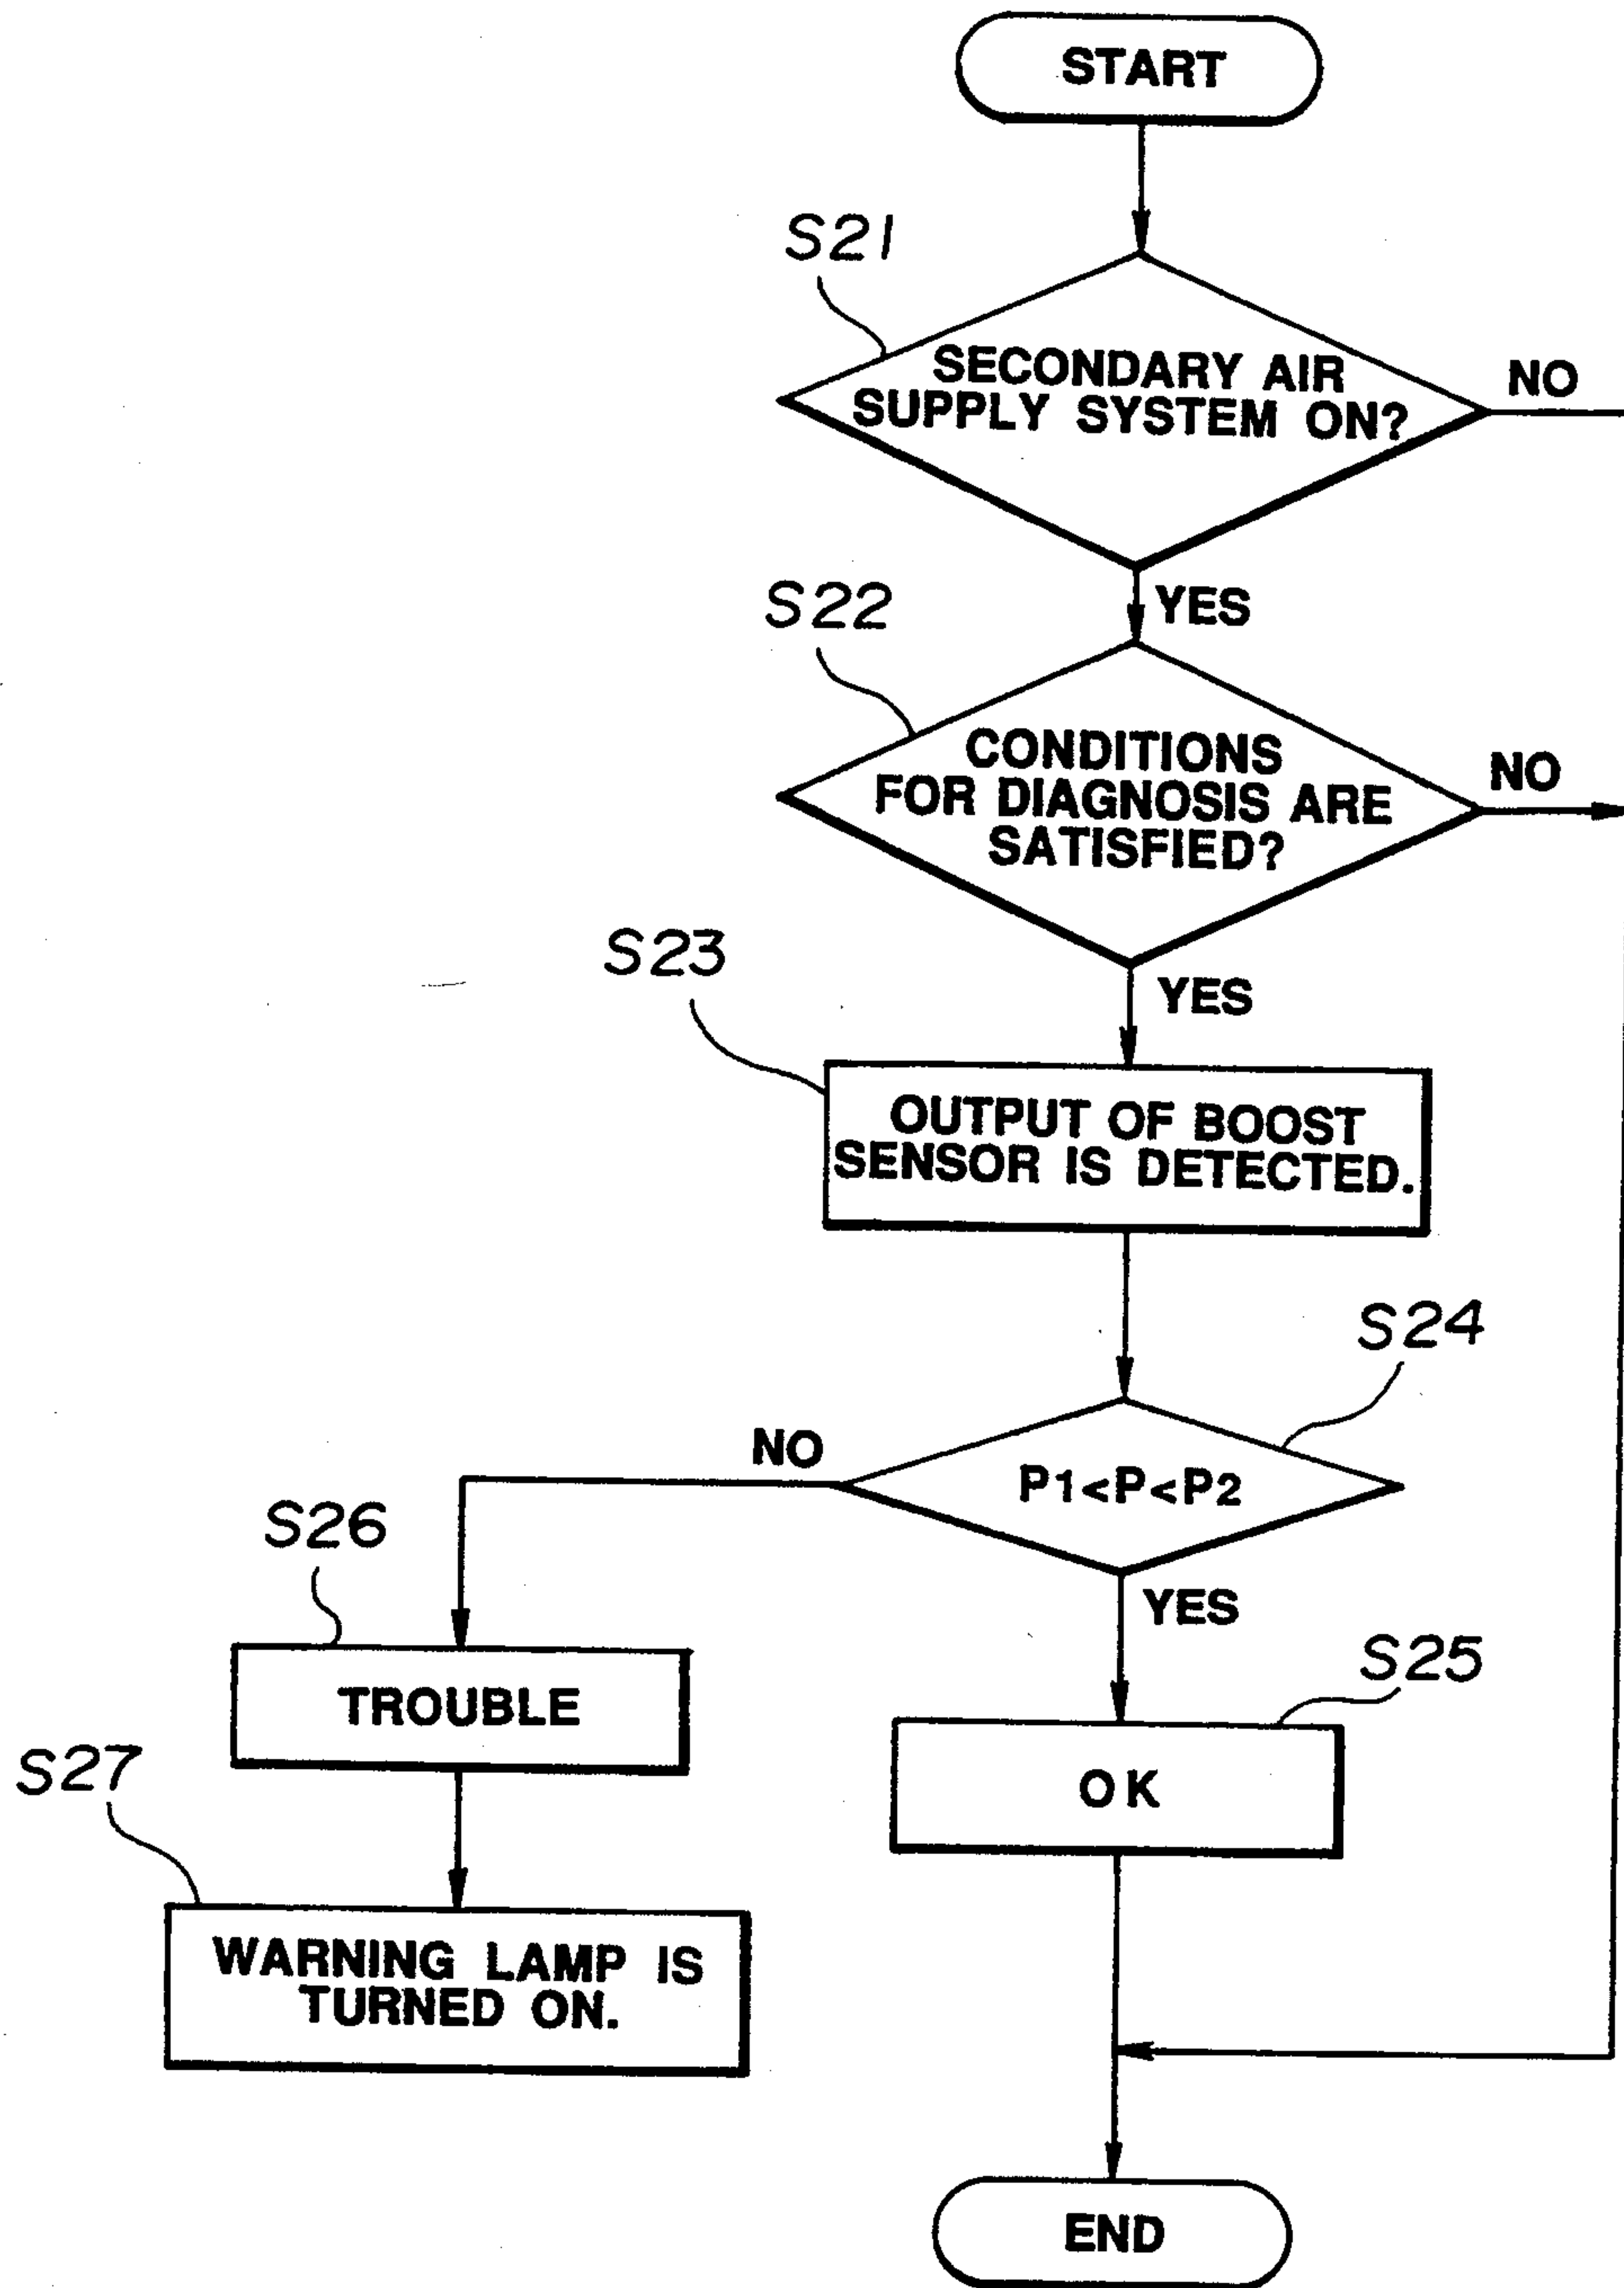 START
S21
SECONDARY AIR
SUPPLY SYSTEM ON?
NO
YES
S22
CONDITIONS
FOR DIAGNOSIS ARE
SATISFIED?
NO
YES
S23
OUTPUT OF BOOST
SENSOR IS DETECTED.
S24
NO
P1<P<P2
YES
S26
TROUBLE
S25
OK
S27
WARNING LAMP IS
TURNED ON.
END